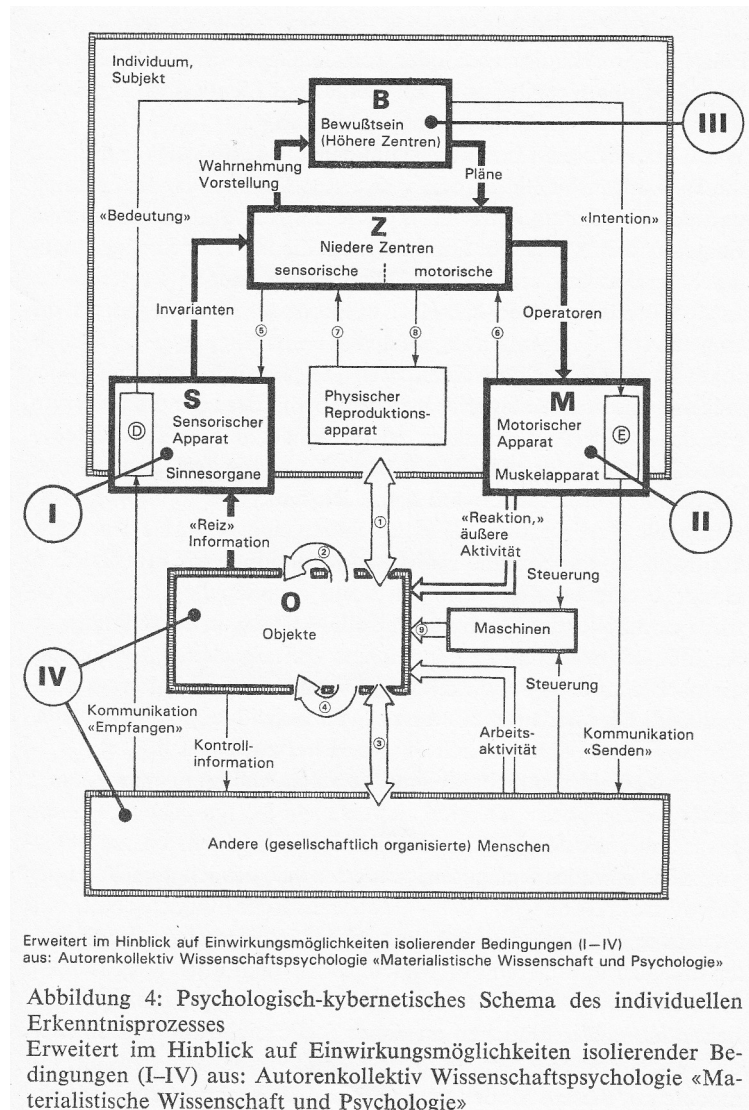 Individuum,
Subjekt
B
Bewußtsein
(Höhere Zentren)
III
Wahrnehmung
Vorstellung
Pläne
«Bedeutung»
«Intention»
Z
Niedere Zentren
sensorische
motorische
Invarianten
Operatoren
5
7
8
6
S
Sensorischer
Apparat
Sinnesorgane
D
Physischer
Reproduktions-
apparat
M
Motorischer
Apparat
Muskelapparat
E
I
II
«Reiz»
Information
1
«Reaktion,»
äußere
Aktivität
2
Steuerung
O
Objekte
9
Maschinen
IV
4
Steuerung
Kommunikation
«Empfangen»
Kontroll-
information
3
Arbeits-
aktivität
Kommunikation
«Senden»
Andere (gesellschaftlich organisierte) Menschen
Erweitert im Hinblick auf Einwirkungsmöglichkeiten isolierender Bedingungen (I—IV)
aus: Autorenkollektiv Wissenschaftspsychologie «Materialistische Wissenschaft und Psychologie»
Abbildung 4: Psychologisch-kybernetisches Schema des individuellen
Erkenntnisprozesses
Erweitert im Hinblick auf Einwirkungsmöglichkeiten isolierender Be-
dingungen (I–IV) aus: Autorenkollektiv Wissenschaftspsychologie «Ma-
terialistische Wissenschaft und Psychologie»